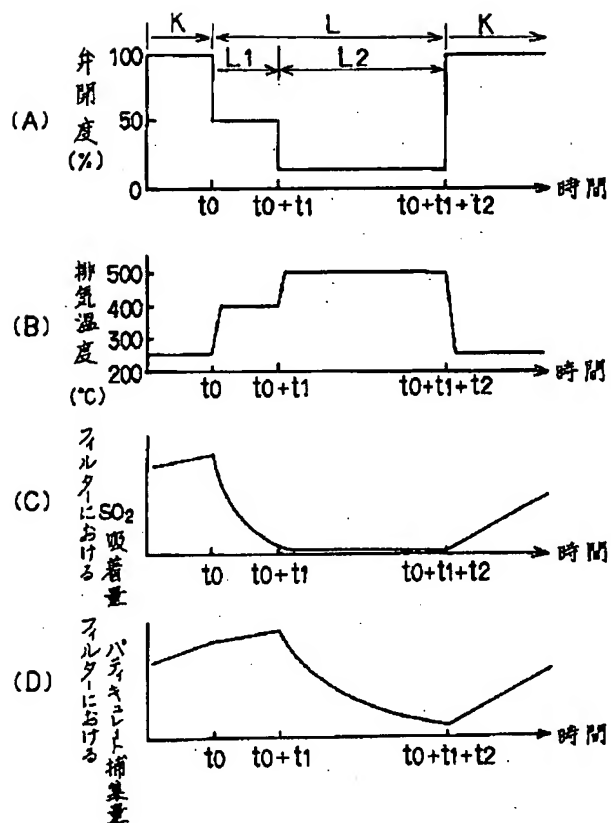 K L K
L1 L2
(A)
弁開度(%)
100
50
0
t0 t0+t1 t0+t1+t2
時間
(B)
排気温度(℃)
500
400
300
200
t0 t0+t1 t0+t1+t2
時間
(C)
フィルターにおける
SO2吸着量
t0 t0+t1 t0+t1+t2
時間
(D)
フィルターにおける
パティキュレート捕集量
t0 t0+t1 t0+t1+t2
時間